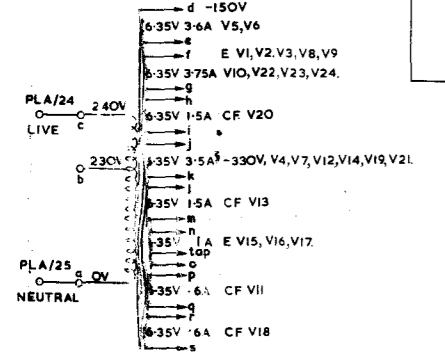 d -150V
6.35V 3.6A V5,V6
e
f E V1,V2.V3,V8,V9
6.35V 3.75A V10,V22,V23,V24.
g
h
PLA/24 240V
LIVE c
6.35V 1.5A CF V20
i
j
230V
b
6.35V 3.5A -330V, V4,V7,V12,V14,V19,V21.
k
l
6.35V 1.5A CF V13
m
n
6.35V 1A E V15, V16,V17.
tap
o
PLA/25 a 0V
NEUTRAL
p
6.35V .6A CF V11
q
r
6.35V .6A CF V18
s